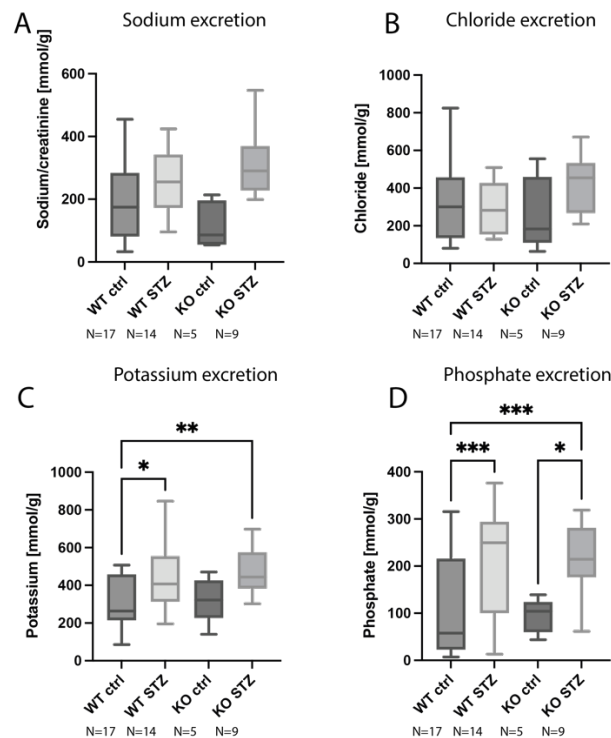 A
Sodium excretion
Sodium/creatinine [mmol/g]
600
400
200
0
WT ctrl
WT STZ
KO ctrl
KO STZ
N=17 N=14 N=5 N=9
B
Chloride excretion
Chloride [mmol/g]
1000
800
600
400
200
0
WT ctrl
WT STZ
KO ctrl
KO STZ
N=17 N=14 N=5 N=9
C
Potassium excretion
**
*
Potassium [mmol/g]
1000
800
600
400
200
0
WT ctrl
WT STZ
KO ctrl
KO STZ
N=17 N=14 N=5 N=9
D
Phosphate excretion
***
*** *
Phosphate [mmol/g]
400
300
200
100
0
WT ctrl
WT STZ
KO ctrl
KO STZ
N=17 N=14 N=5 N=9